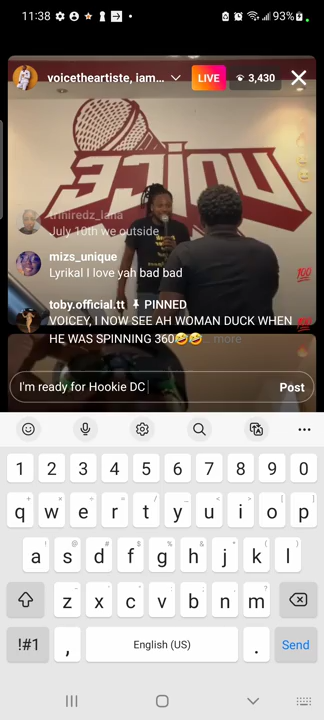 11:38
93%
voicetheartiste, iam...
LIVE
3,430
VOICE
triniredz_lana
July 10th we outside
mizs_unique
Lyrikal I love yah bad bad
toby.official.tt PINNED
VOICEY, I NOW SEE AH WOMAN DUCK WHEN
HE WAS SPINNING 360🤣🤣... more
I'm ready for Hookie DC
Post
1 2 3 4 5 6 7 8 9 0
q w e r t y u i o p
a s d f g h j k l
z x c v b n m
!#1 , English (US) . Send